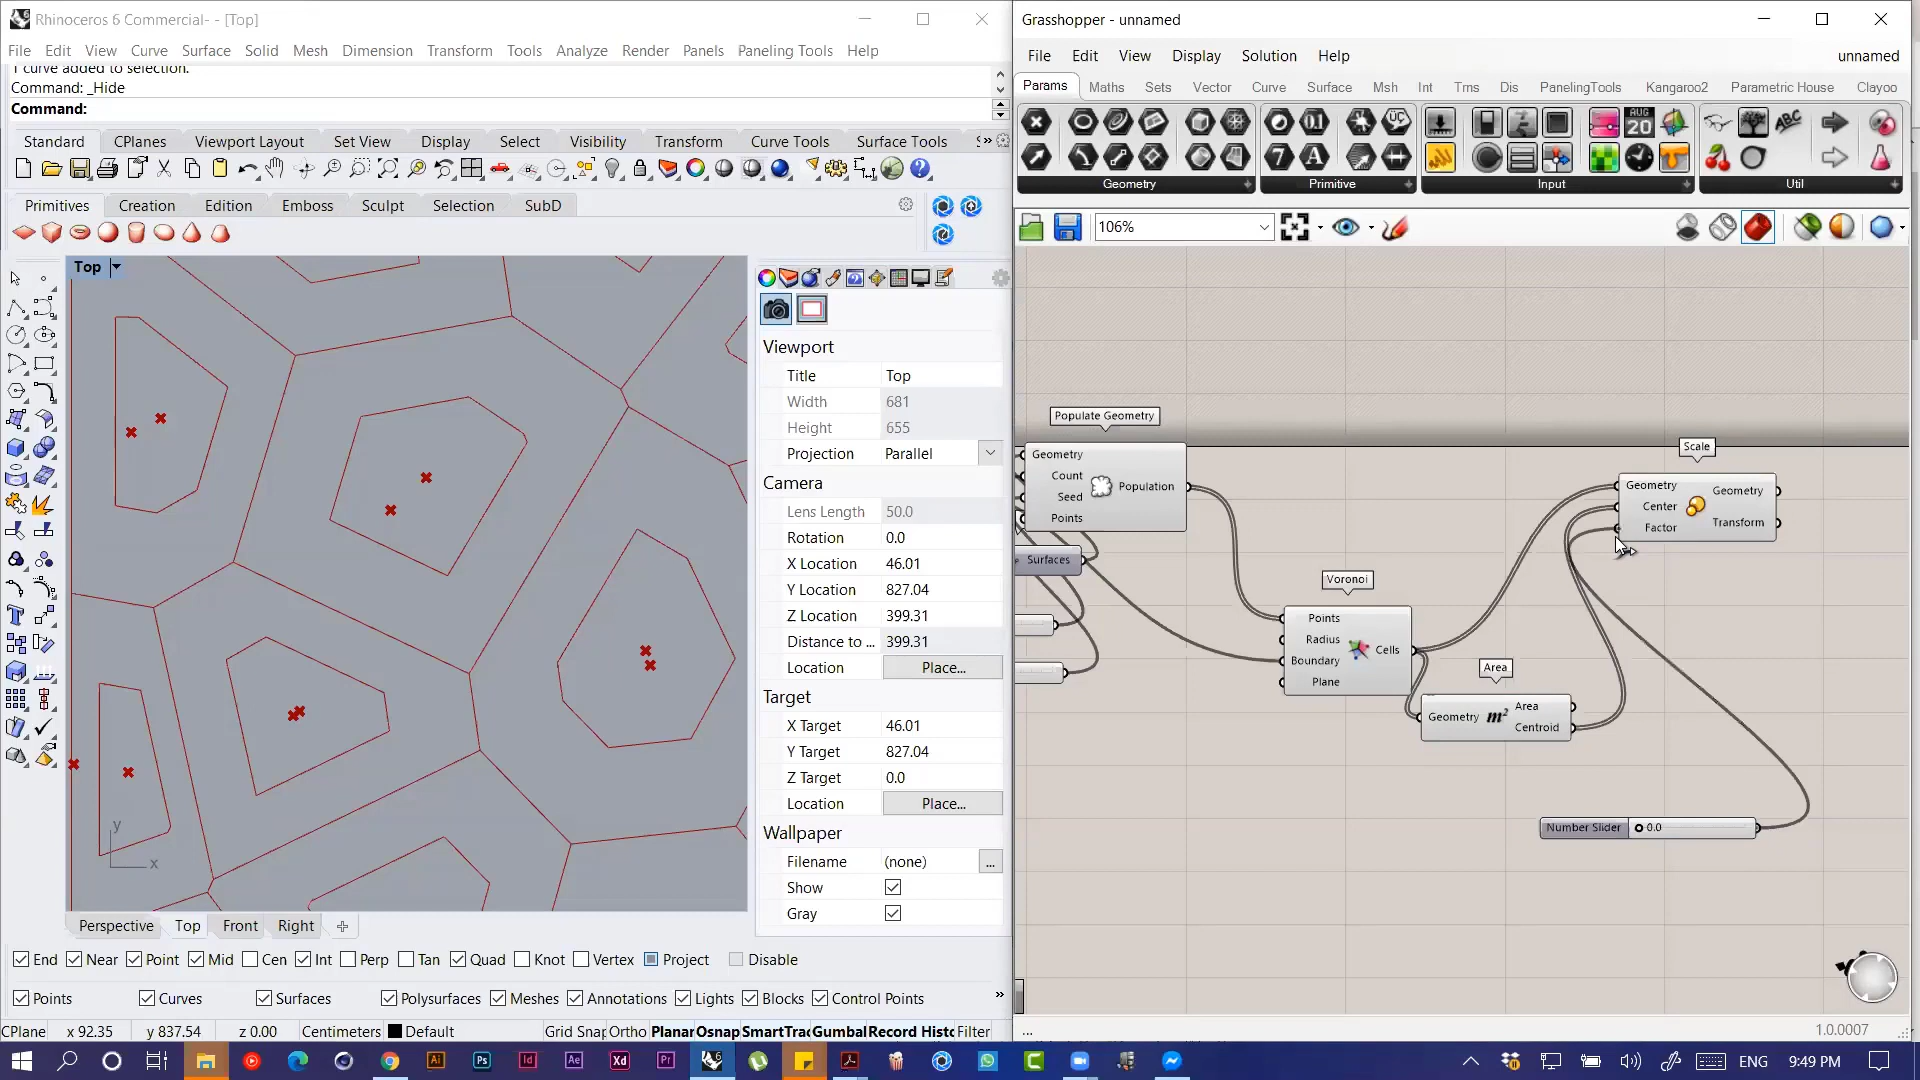 Rhinoceros 6 Commercial- - [Top]
File Edit View Curve Surface Solid Mesh Dimension Transform Tools Analyze Render Panels Paneling Tools Help
1 curve added to selection.
Command: _Hide
Command:
Standard CPlanes Viewport Layout Set View Display Select Visibility Transform Curve Tools Surface Tools S »
Primitives Creation Edition Emboss Sculpt Selection SubD
Top
Viewport
Title Top
Width 681
Height 655
Projection Parallel
Camera
Lens Length 50.0
Rotation 0.0
X Location 46.01
Y Location 827.04
Z Location 399.31
Distance to ... 399.31
Location Place...
Target
X Target 46.01
Y Target 827.04
Z Target 0.0
Location Place...
Wallpaper
Filename (none) ...
Show
Gray
y
x
Perspective Top Front Right
End Near Point Mid Cen Int Perp Tan Quad Knot Vertex Project Disable
Points Curves Surfaces Polysurfaces Meshes Annotations Lights Blocks Control Points »
CPlane x 92.35 y 837.54 z 0.00 Centimeters Default Grid Snap Ortho Planar Osnap SmartTrac Gumbal Record Histo Filter
Grasshopper - unnamed
File Edit View Display Solution Help unnamed
Params Maths Sets Vector Curve Surface Msh Int Trns Dis PanelingTools Kangaroo2 Parametric House Clayoo
Geometry Primitive Input Util
106%
Populate Geometry
Geometry
Count
Seed
Points
Population
Surfaces
Scale
Geometry
Center
Factor
Geometry
Transform
Voronoi
Points
Radius
Boundary
Plane
Cells
Area
Geometry
m²
Area
Centroid
Number Slider 0.0
... 1.0.0007
Ai Ps Id Ae Xd Pr
ENG 9:49 PM